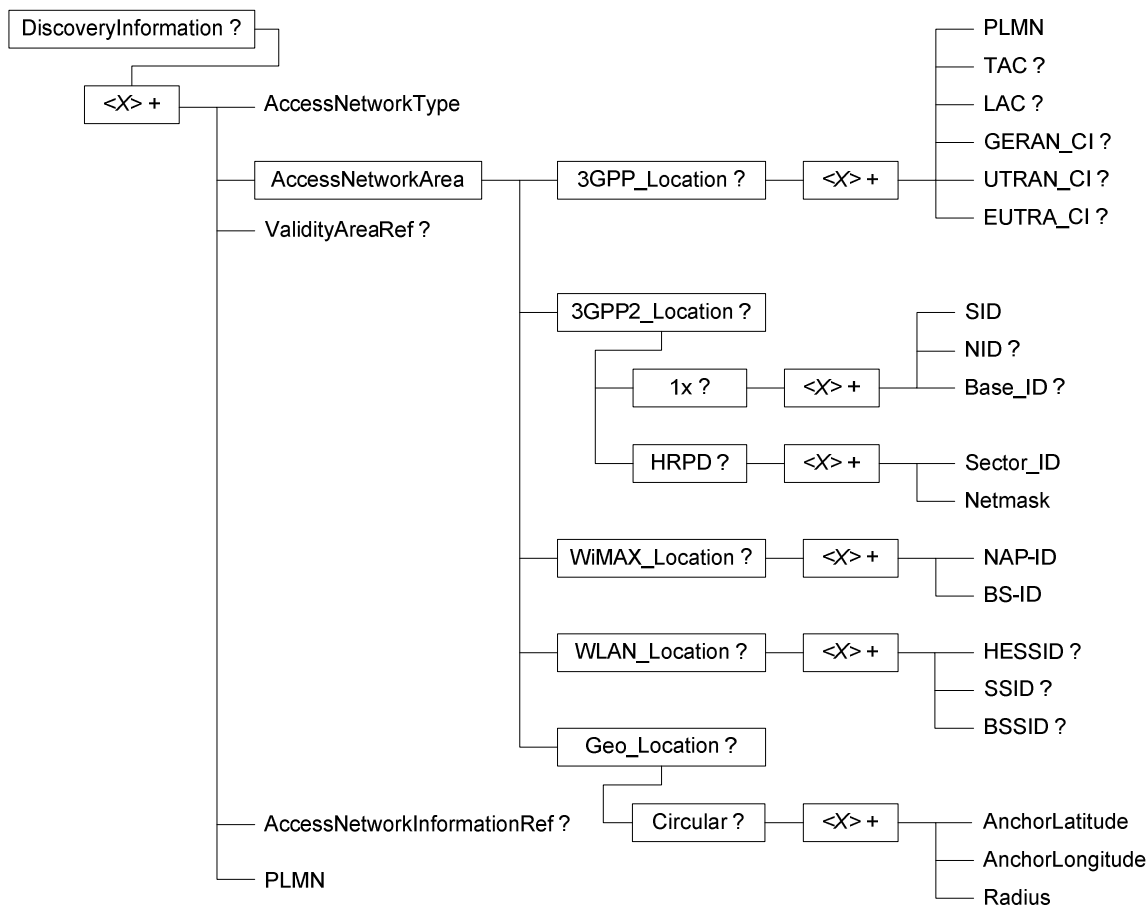 DiscoveryInformation ?
<X> +
AccessNetworkType
AccessNetworkArea
ValidityAreaRef ?
3GPP_Location ?
<X> +
PLMN
TAC ?
LAC ?
GERAN_CI ?
UTRAN_CI ?
EUTRA_CI ?
3GPP2_Location ?
1x ?
<X> +
SID
NID ?
Base_ID ?
HRPD ?
<X> +
Sector_ID
Netmask
WiMAX_Location ?
<X> +
NAP-ID
BS-ID
WLAN_Location ?
<X> +
HESSID ?
SSID ?
BSSID ?
Geo_Location ?
Circular ?
<X> +
AnchorLatitude
AnchorLongitude
Radius
AccessNetworkInformationRef ?
PLMN